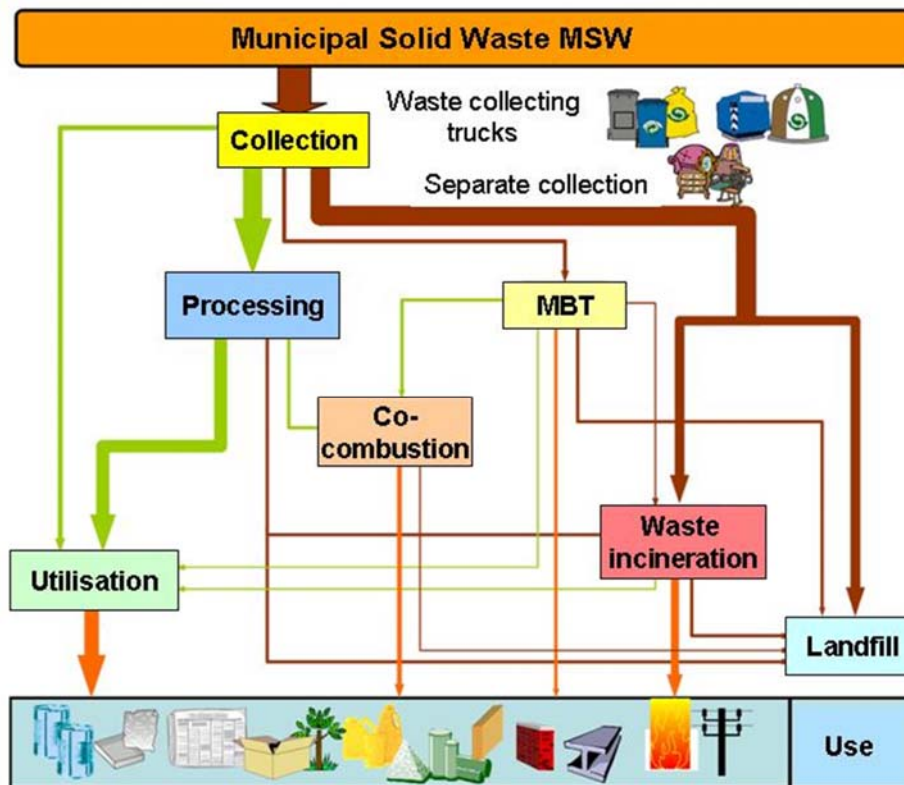 Municipal Solid Waste MSW
Waste collecting
trucks
Collection
Separate collection
Processing
MBT
Co-
combustion
Waste
incineration
Utilisation
Landfill
Use